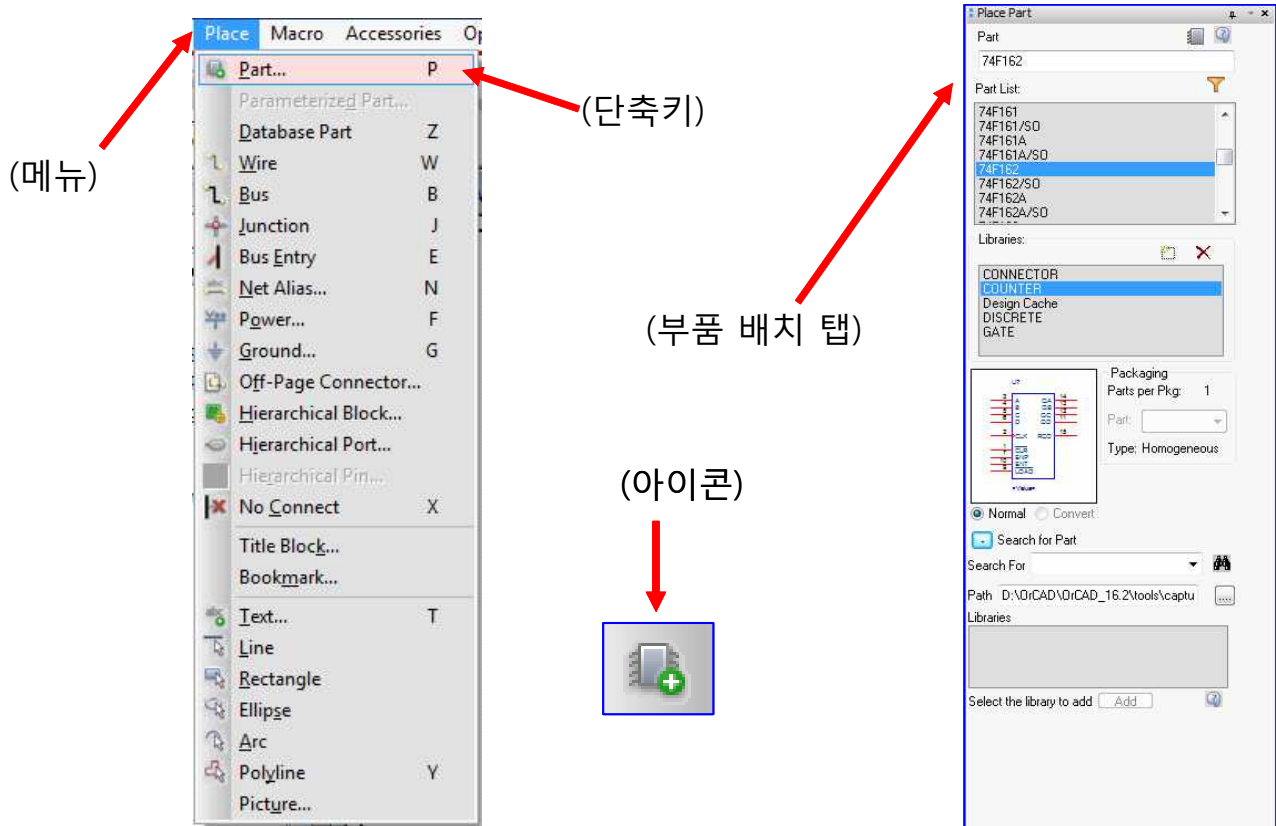 (메뉴)
Place Macro Accessories
Part... P
Parameterized Part...
Database Part Z
Wire W
Bus B
Junction J
Bus Entry E
Net Alias... N
Power... F
Ground... G
Off-Page Connector...
Hierarchical Block...
Hierarchical Port...
Hierarchical Pin...
No Connect X
Title Block...
Bookmark...
Text... T
Line
Rectangle
Ellipse
Arc
Polyline Y
Picture...
(단축키)
(아이콘)
(부품 배치 탭)
Place Part
Part
74F162
Part List:
74F161
74F161/SO
74F161A
74F161A/SO
74F162
74F162/SO
74F162A
74F162A/SO
Libraries:
CONNECTOR
COUNTER
Design Cache
DISCRETE
GATE
Packaging
Parts per Pkg: 1
Part:
Type: Homogeneous
Normal Convert
Search for Part
Search For
Path D:\OrCAD\OrCAD_16.2\tools\captu ....
Libraries
Select the library to add Add